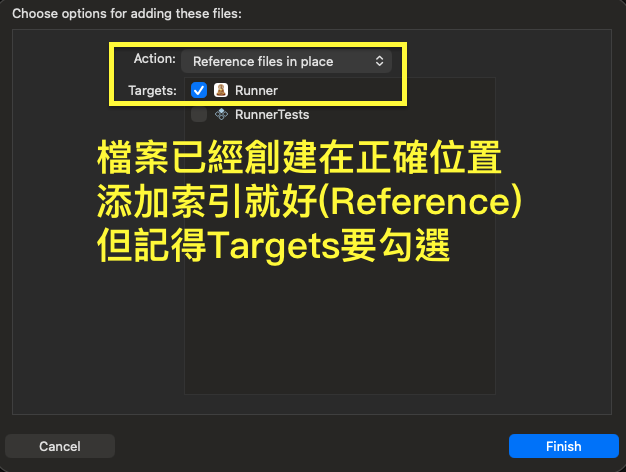 Choose options for adding these files:
Action: Reference files in place
Targets: Runner
RunnerTests
檔案已經創建在正確位置
添加索引就好(Reference)
但記得Targets要勾選
Cancel
Finish